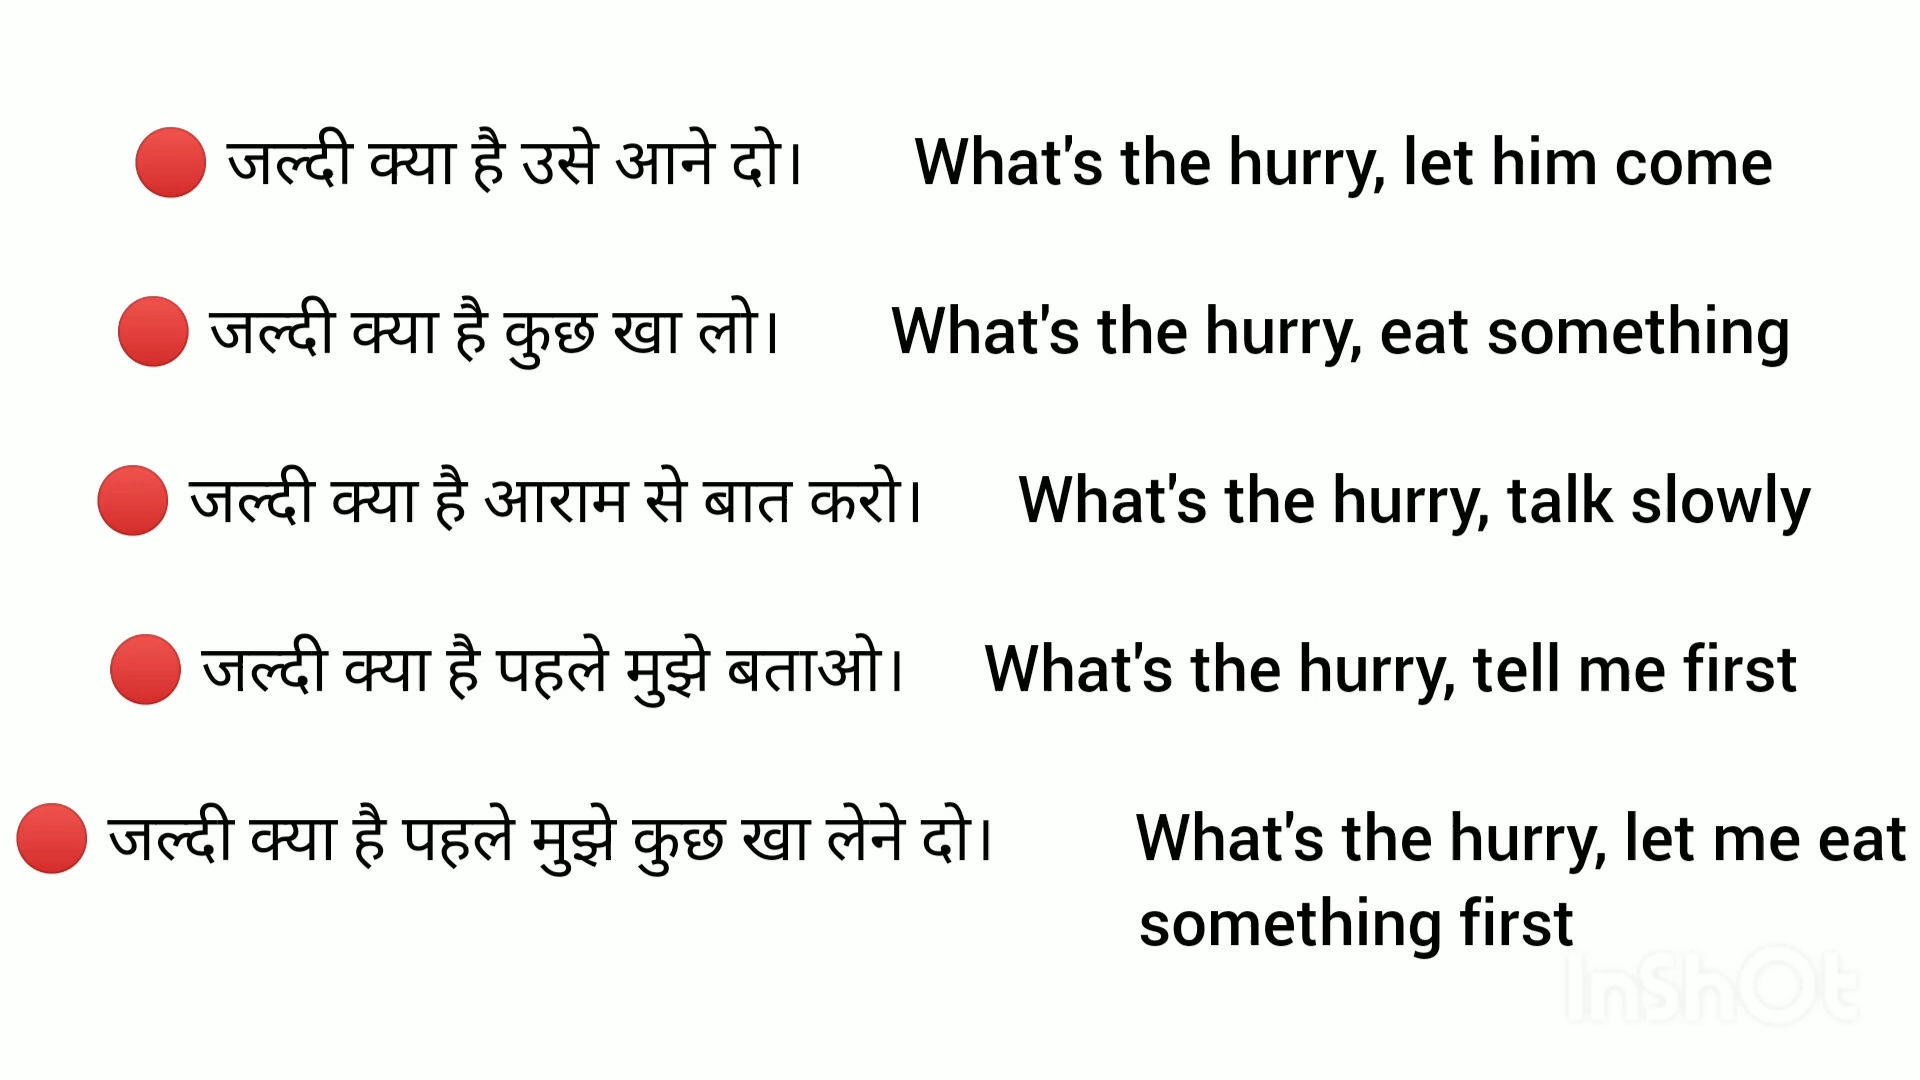 🔴 जल्दी क्या है उसे आने दो। What's the hurry, let him come
🔴 जल्दी क्या है कुछ खा लो। What's the hurry, eat something
🔴 जल्दी क्या है आराम से बात करो। What's the hurry, talk slowly
🔴 जल्दी क्या है पहले मुझे बताओ। What's the hurry, tell me first
🔴 जल्दी क्या है पहले मुझे कुछ खा लेने दो। What's the hurry, let me eat
something first
InShOt